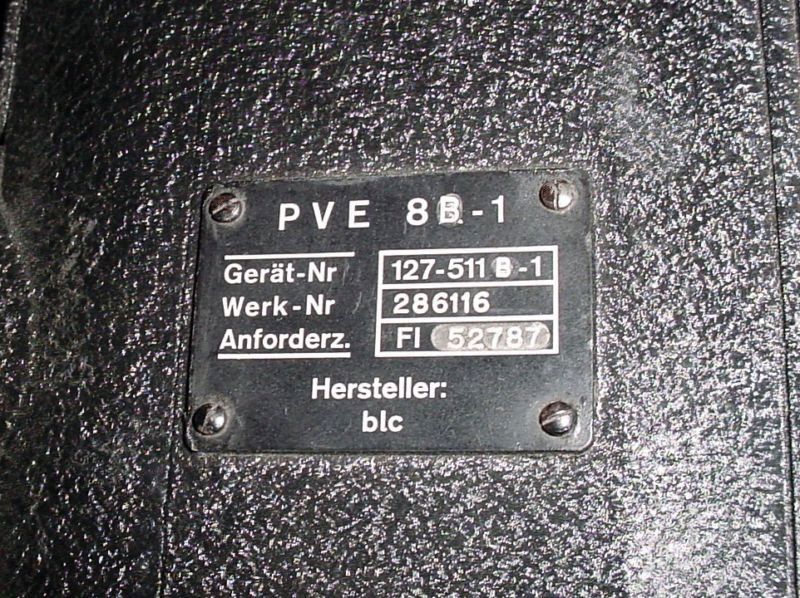 PVE 8B-1
Gerät-Nr 127-511B-1
Werk-Nr 286116
Anforderz. Fl 52787
Hersteller:
blc